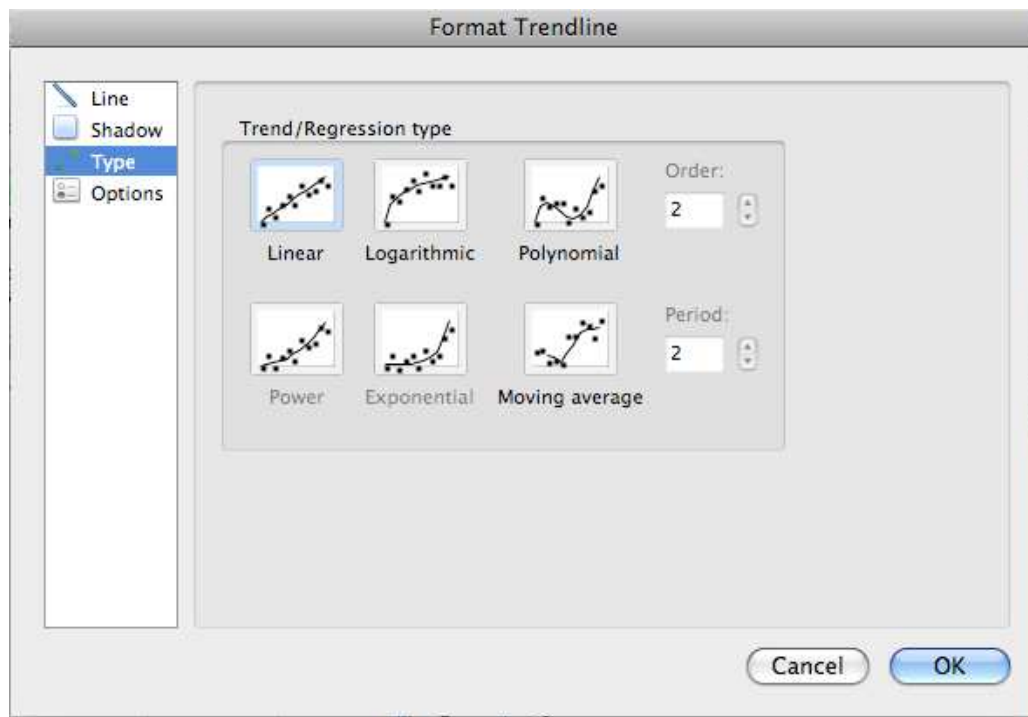 Format Trendline
Line
Shadow
Type
Options
Trend/Regression type
Linear
Logarithmic
Polynomial
Order:
2
Power
Exponential
Moving average
Period:
2
Cancel
OK